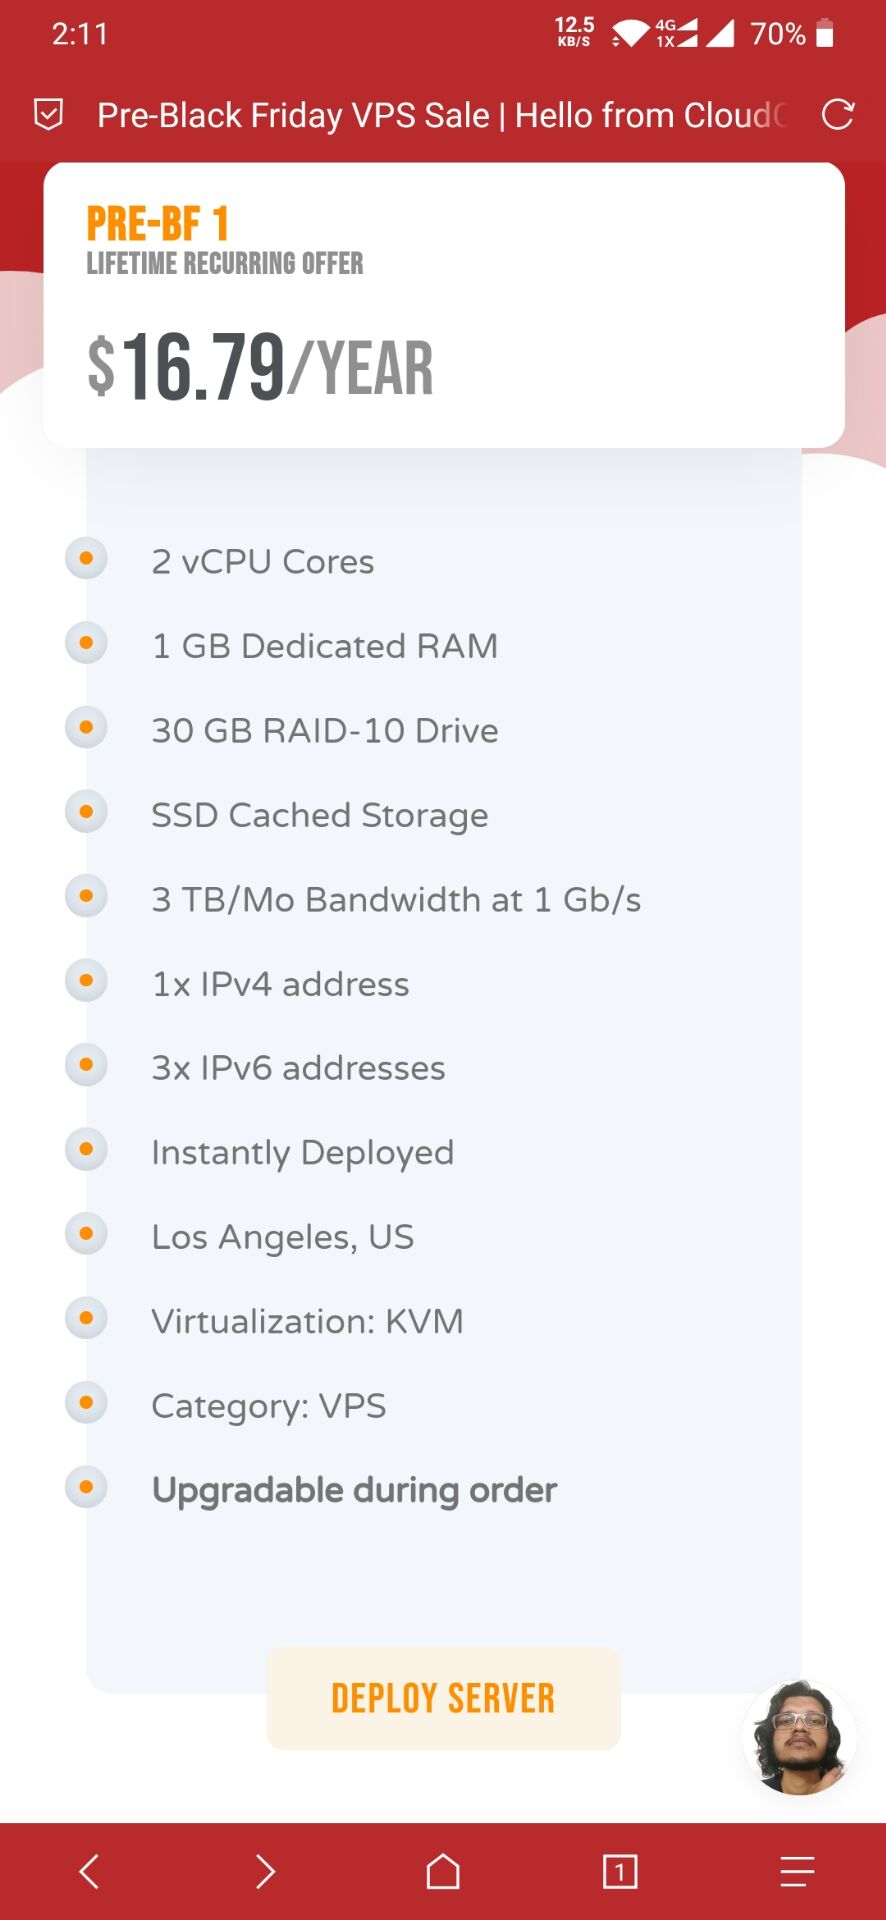 2:11
12.5
KB/S
4G
1X
70%
Pre-Black Friday VPS Sale | Hello from Cloud
PRE-BF 1
LIFETIME RECURRING OFFER
$16.79/YEAR
2 vCPU Cores
1 GB Dedicated RAM
30 GB RAID-10 Drive
SSD Cached Storage
3 TB/Mo Bandwidth at 1 Gb/s
1x IPv4 address
3x IPv6 addresses
Instantly Deployed
Los Angeles, US
Virtualization: KVM
Category: VPS
Upgradable during order
DEPLOY SERVER
1